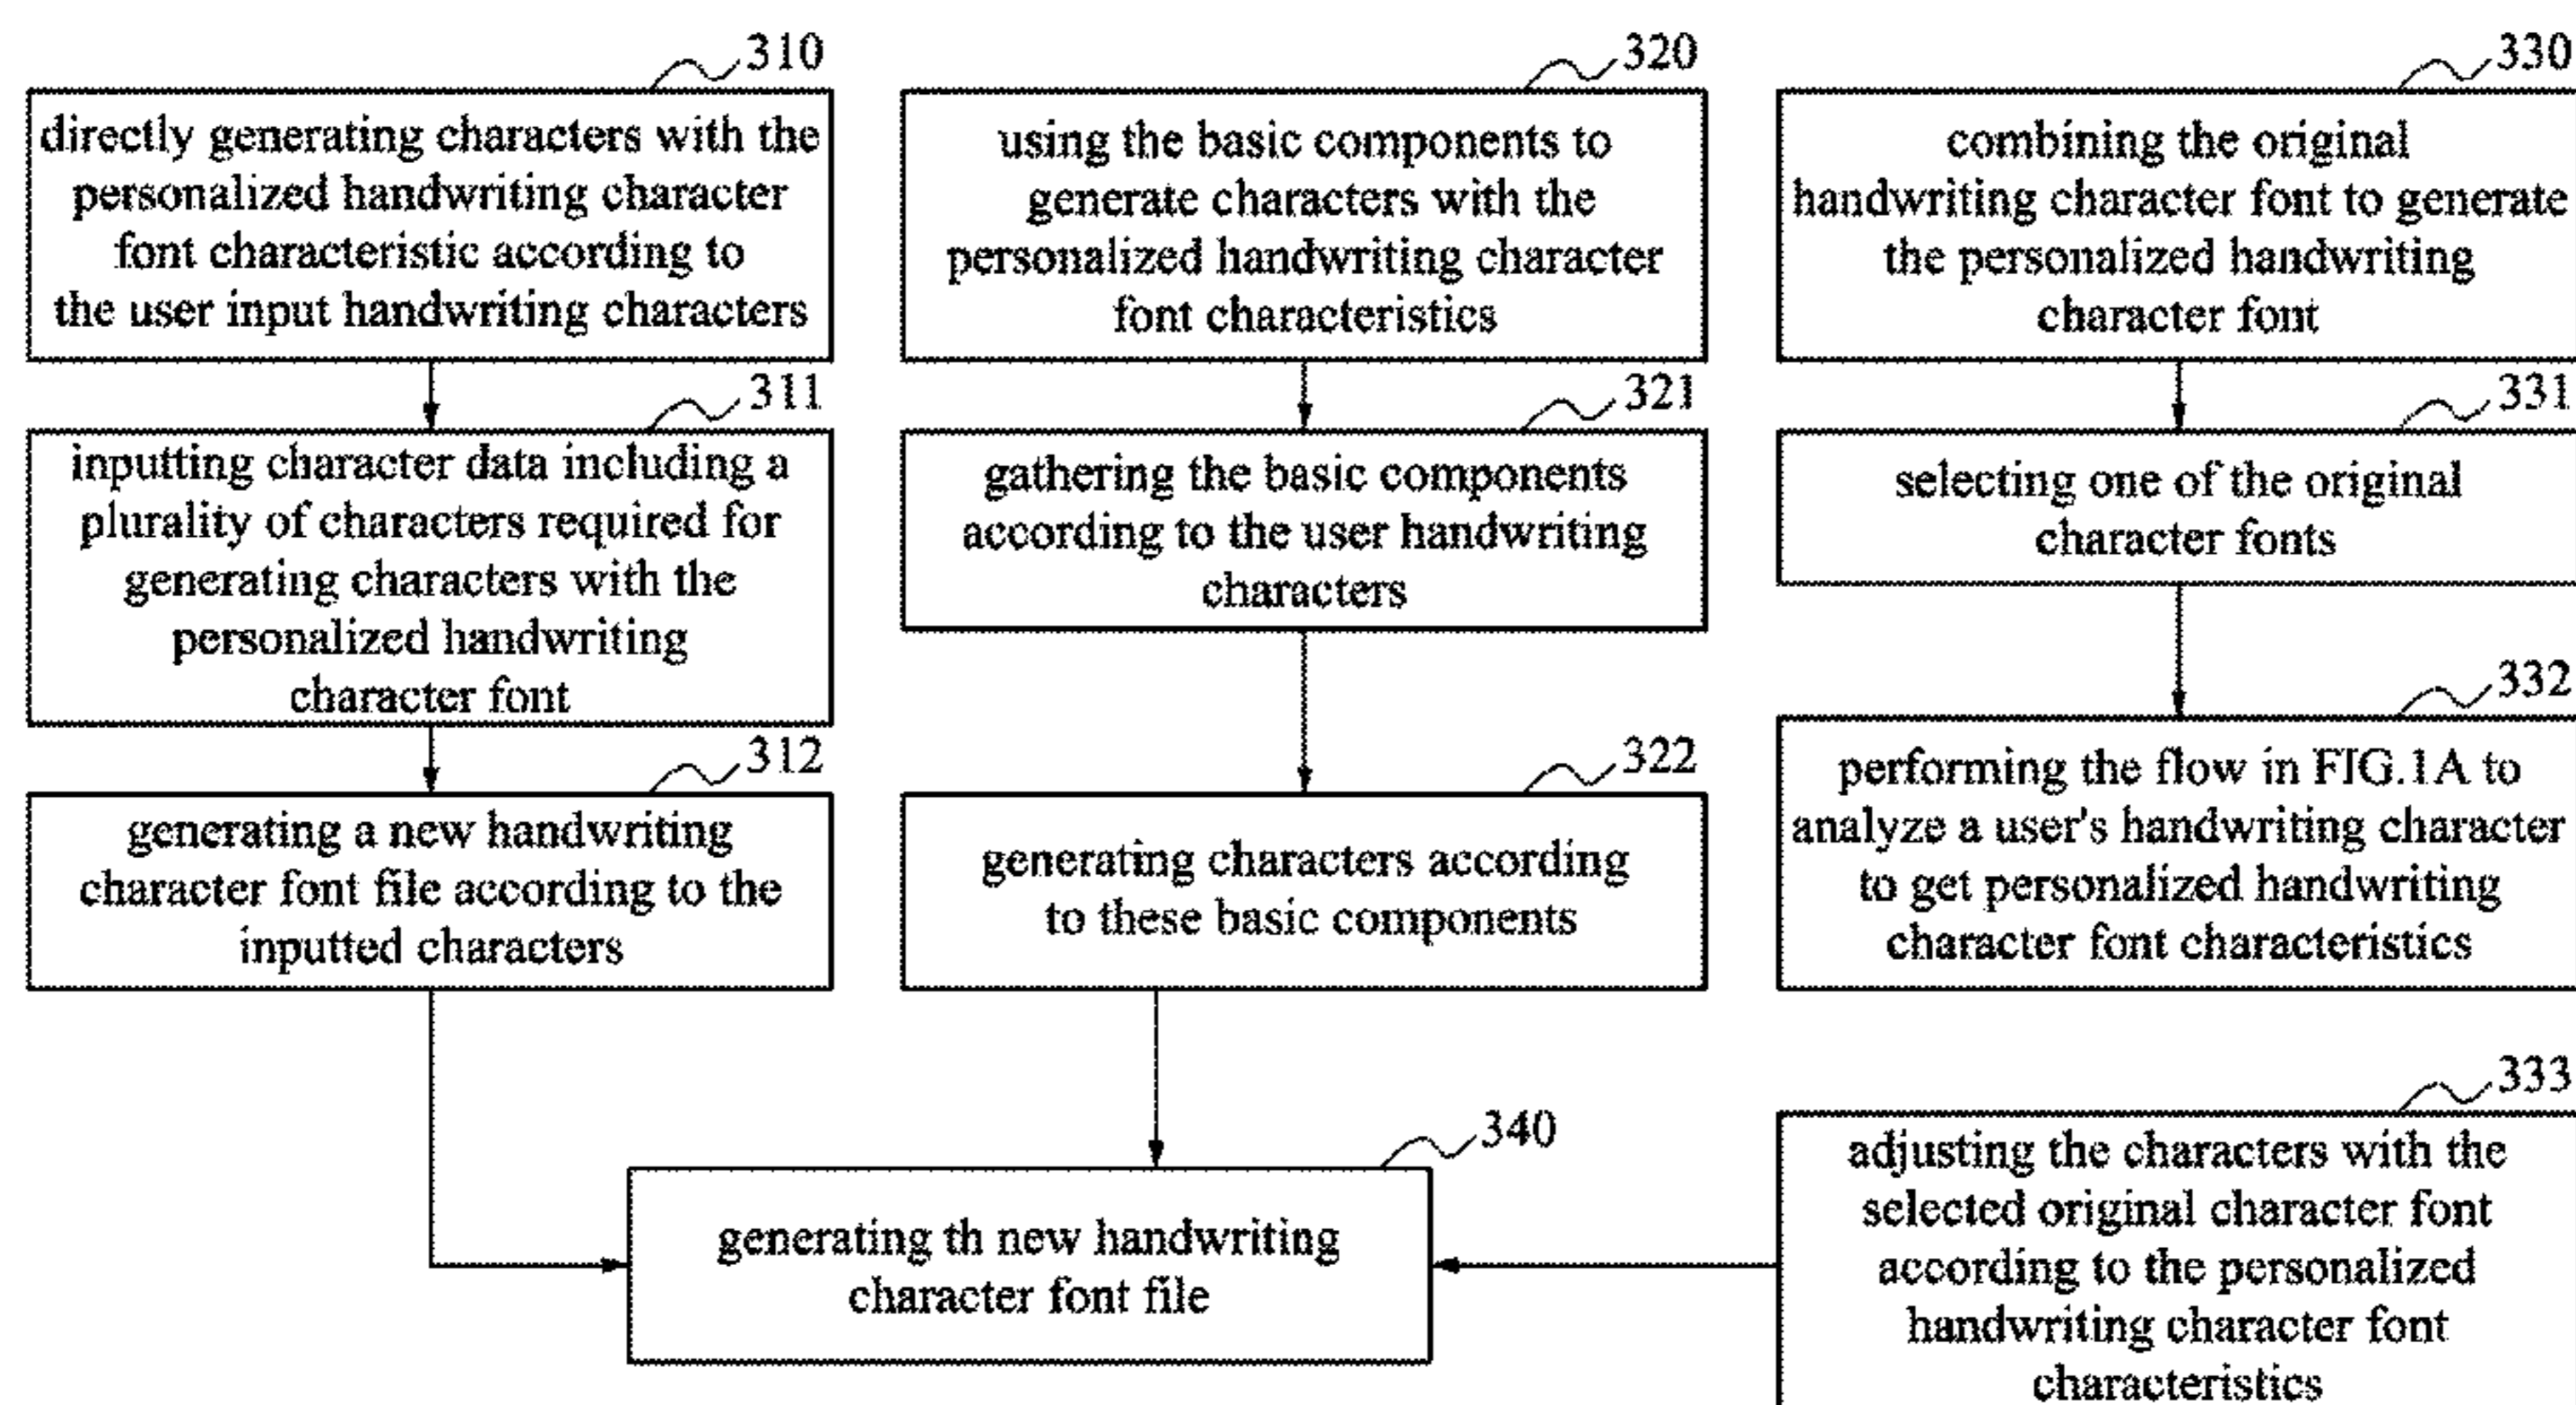 310
directly generating characters with the
personalized handwriting character
font characteristic according to
the user input handwriting characters
311
inputting character data including a
plurality of characters required for
generating characters with the
personalized handwriting
character font
312
generating a new handwriting
character font file according to the
inputted characters
320
using the basic components to
generate characters with the
personalized handwriting character
font characteristics
321
gathering the basic components
according to the user handwriting
characters
322
generating characters according
to these basic components
330
combining the original
handwriting character font to generate
the personalized handwriting
character font
331
selecting one of the original
character fonts
332
performing the flow in FIG.1A to
analyze a user's handwriting character
to get personalized handwriting
character font characteristics
333
adjusting the characters with the
selected original character font
according to the personalized
handwriting character font
characteristics
340
generating th new handwriting
character font file